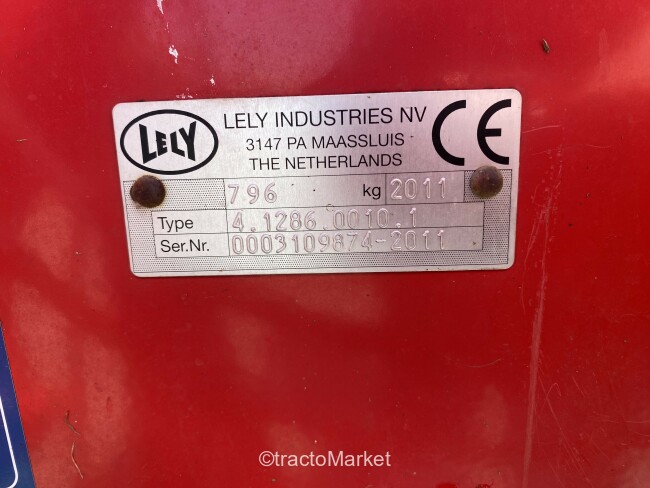 LELY
LELY INDUSTRIES NV
3147 PA MAASSLUIS
THE NETHERLANDS
CE
796 kg 2011
Type 4.1286.0010.1
Ser.Nr. 0003109874-2011
©tractoMarket